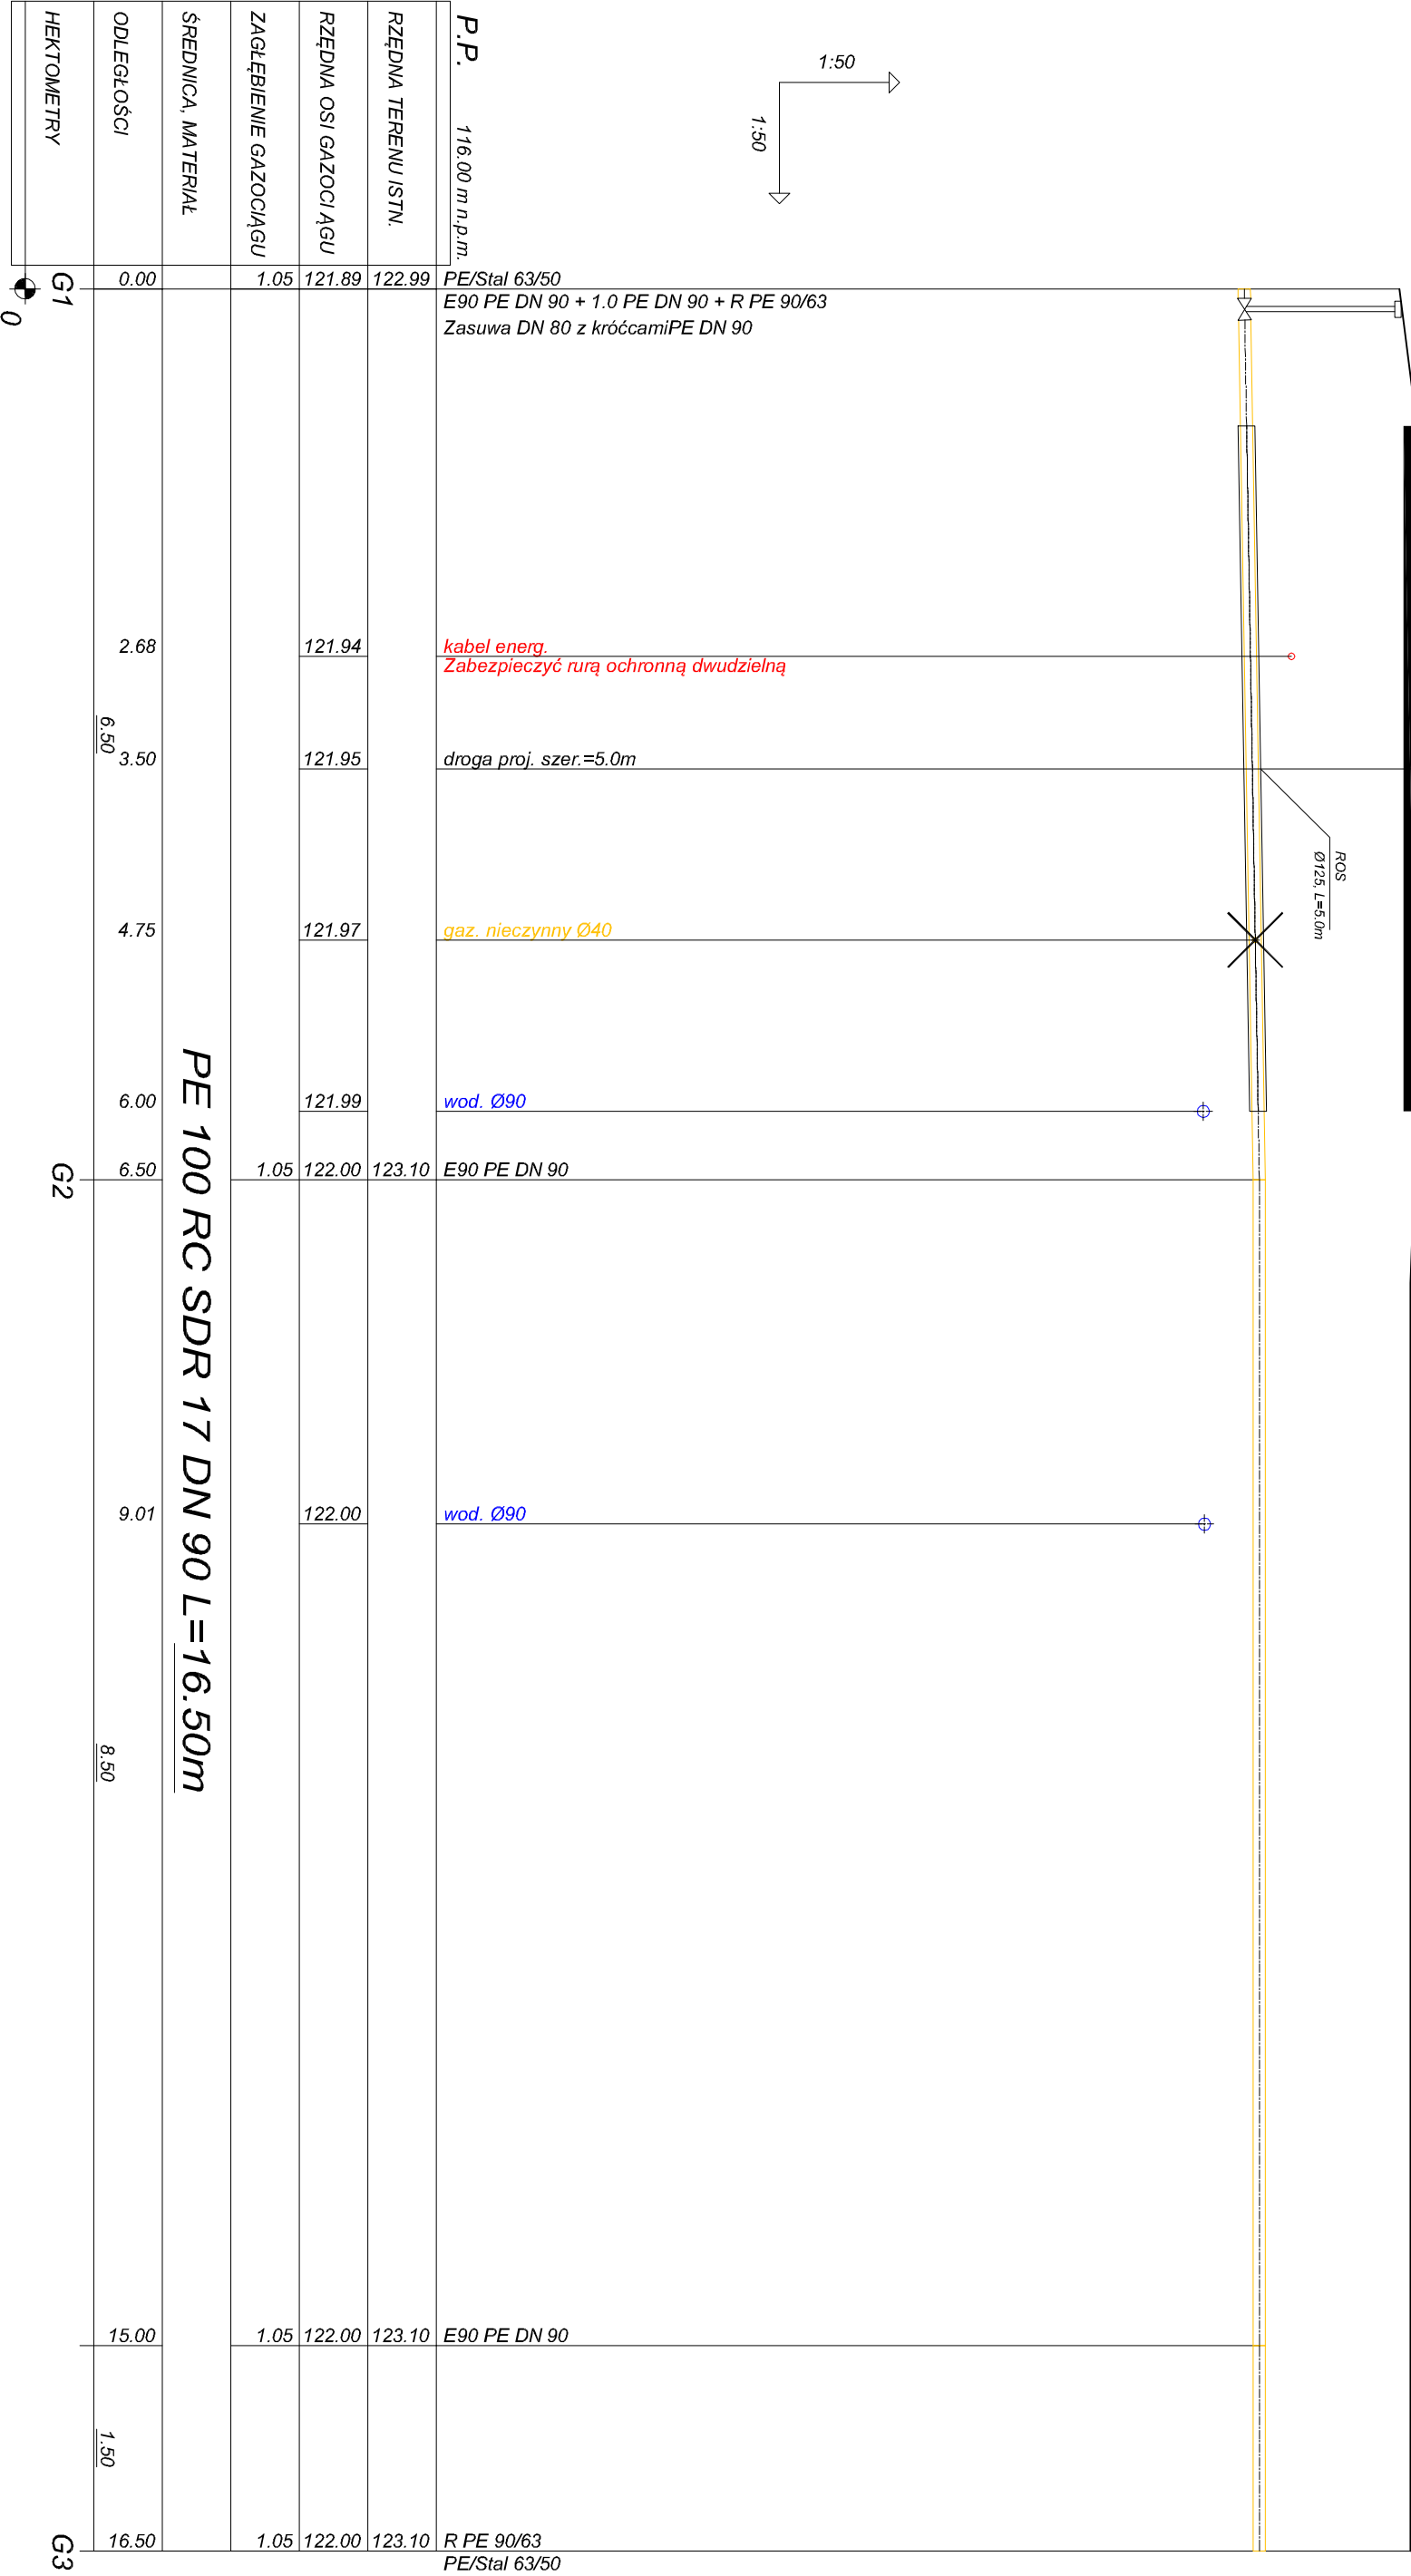 P.P. 116.00 m n.p.m.
RZĘDNA TERENU ISTN.
RZĘDNA OSI GAZOCI ĄGU
ZAGŁĘBIENIE GAZOCIĄGU
ŚREDNICA, MATERIAŁ
ODLEGŁOŚCI
HEKTOMETRY
1:50
1:50
0.00 1.05 121.89 122.99 PE/Stal 63/50
E90 PE DN 90 + 1.0 PE DN 90 + R PE 90/63
Zasuwa DN 80 z króćcamiPE DN 90
G1
0
2.68 121.94 kabel energ.
Zabezpieczyć rurą ochronną dwudzielną
6.50
3.50 121.95 droga proj. szer.=5.0m
ROS
Ø125, L=5.0m
4.75 121.97 gaz. nieczynny Ø40
6.00 121.99 wod. Ø90
G2
6.50 1.05 122.00 123.10 E90 PE DN 90
PE 100 RC SDR 17 DN 90 L=16.50m
9.01 122.00 wod. Ø90
8.50
15.00 1.05 122.00 123.10 E90 PE DN 90
1.50
G3
16.50 1.05 122.00 123.10 R PE 90/63
PE/Stal 63/50